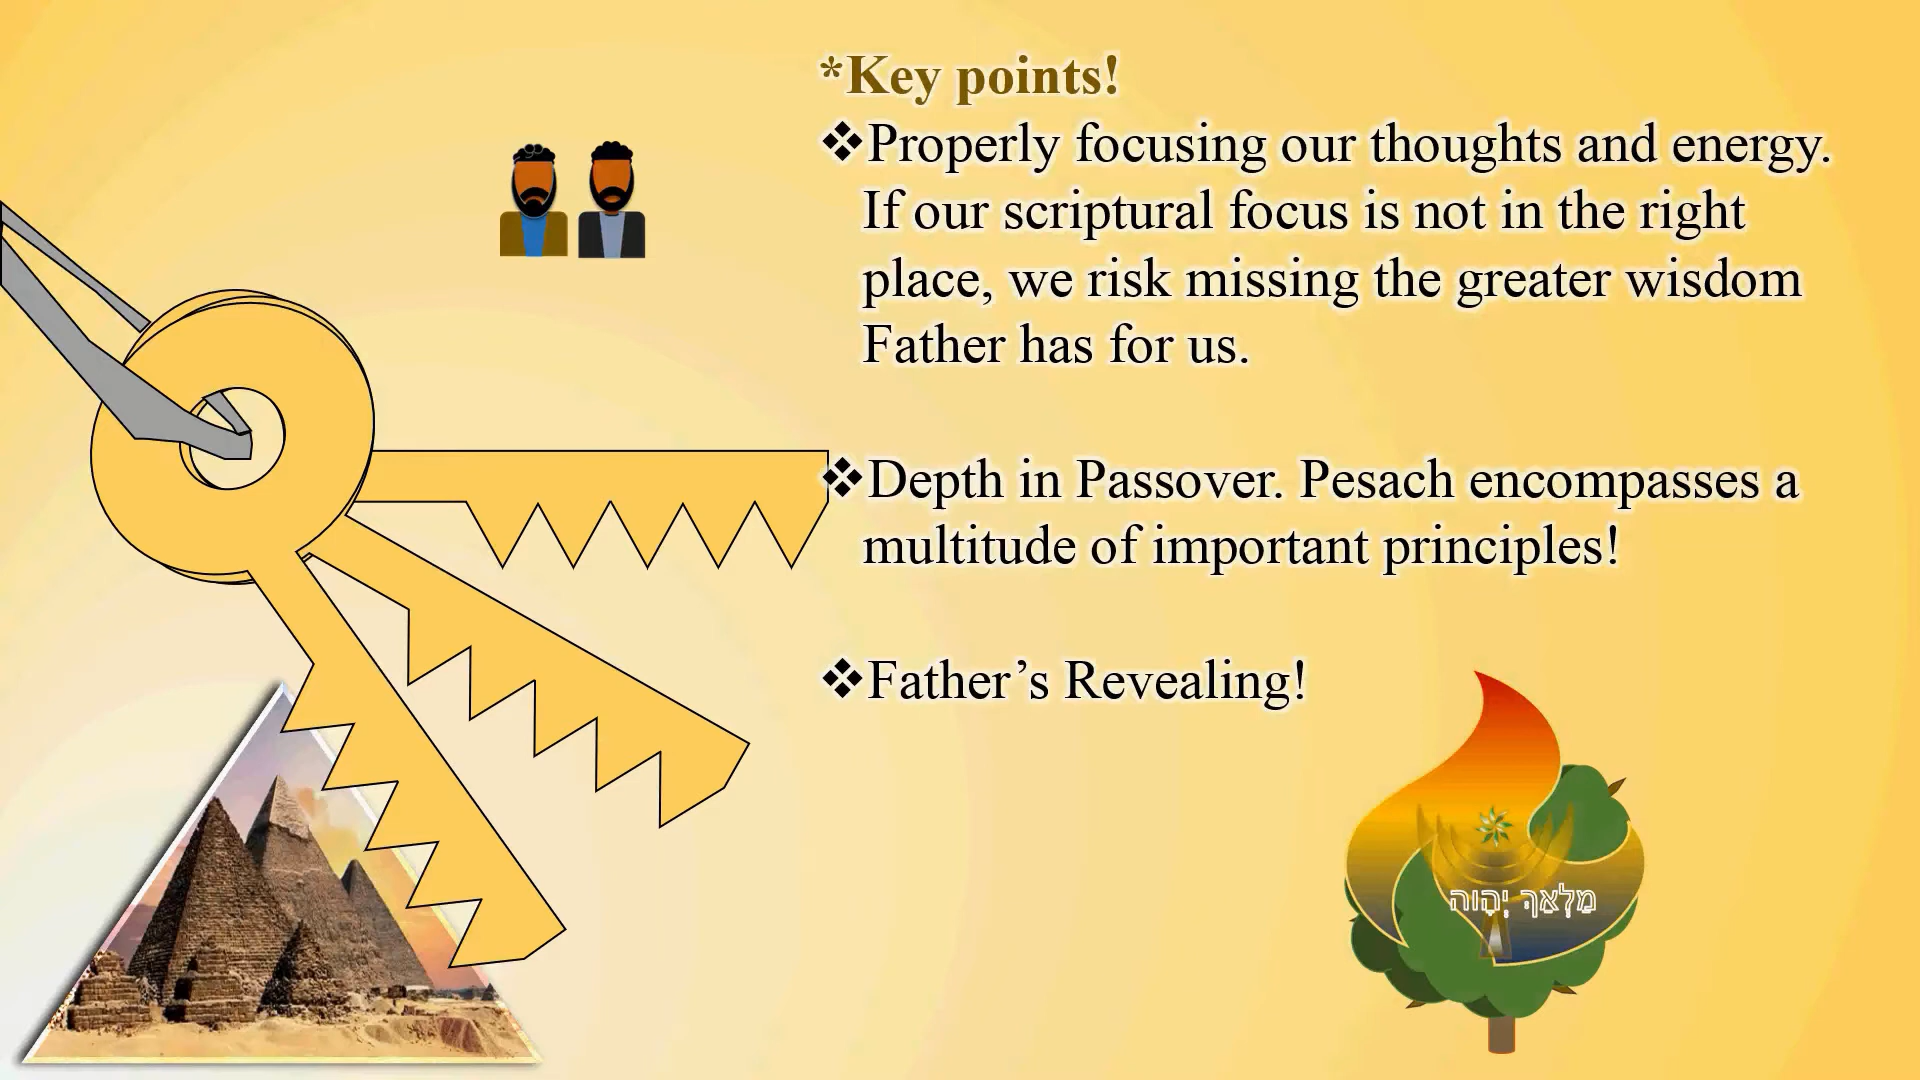 *Key points!
❖Properly focusing our thoughts and energy.
If our scriptural focus is not in the right
place, we risk missing the greater wisdom
Father has for us.
❖Depth in Passover. Pesach encompasses a
multitude of important principles!
❖Father’s Revealing!
מַלְאַךְ יְהוָה